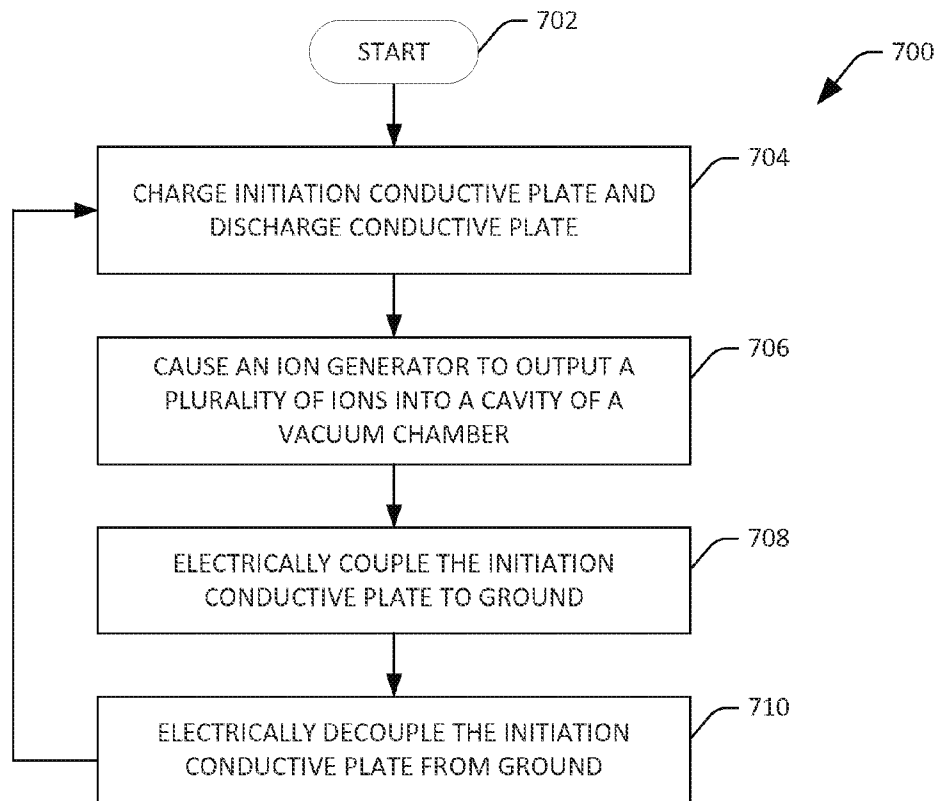 702
START
700
704
CHARGE INITIATION CONDUCTIVE PLATE AND
DISCHARGE CONDUCTIVE PLATE
706
CAUSE AN ION GENERATOR TO OUTPUT A
PLURALITY OF IONS INTO A CAVITY OF A
VACUUM CHAMBER
708
ELECTRICALLY COUPLE THE INITIATION
CONDUCTIVE PLATE TO GROUND
710
ELECTRICALLY DECOUPLE THE INITIATION
CONDUCTIVE PLATE FROM GROUND